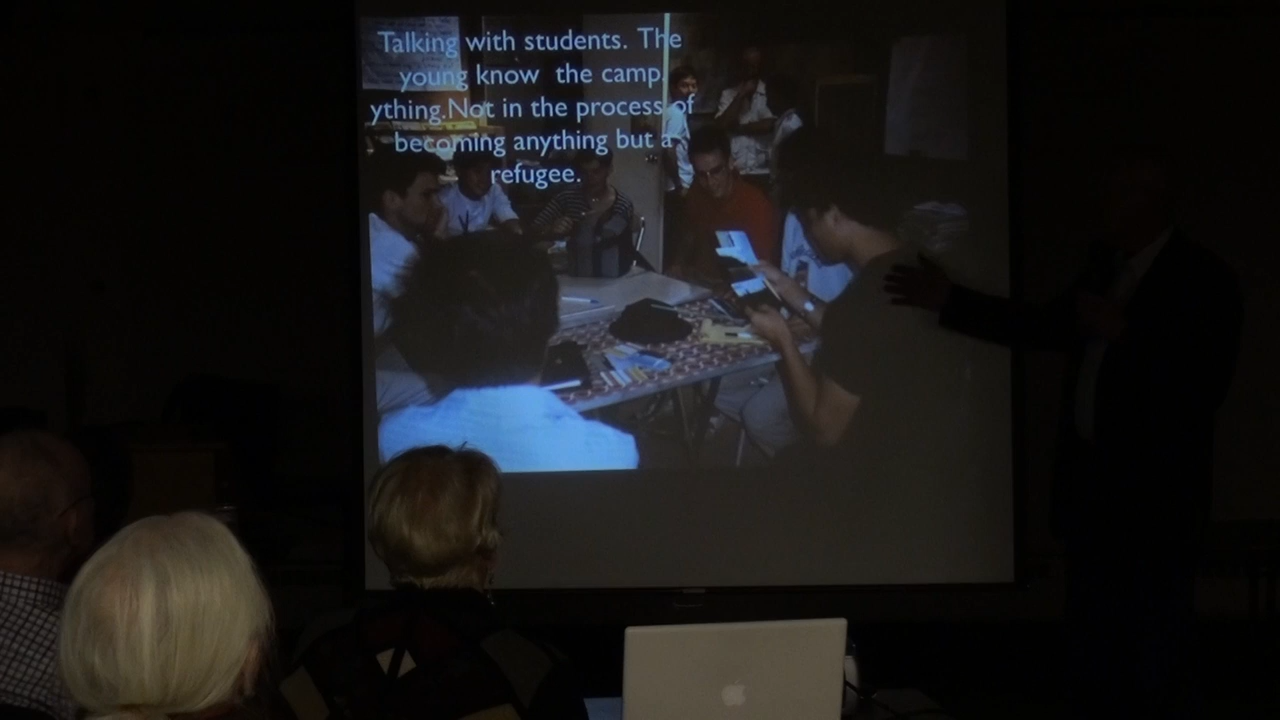 Talking with students. The
young know  the camp.
ything.Not in the process of
becoming anything but a
refugee.